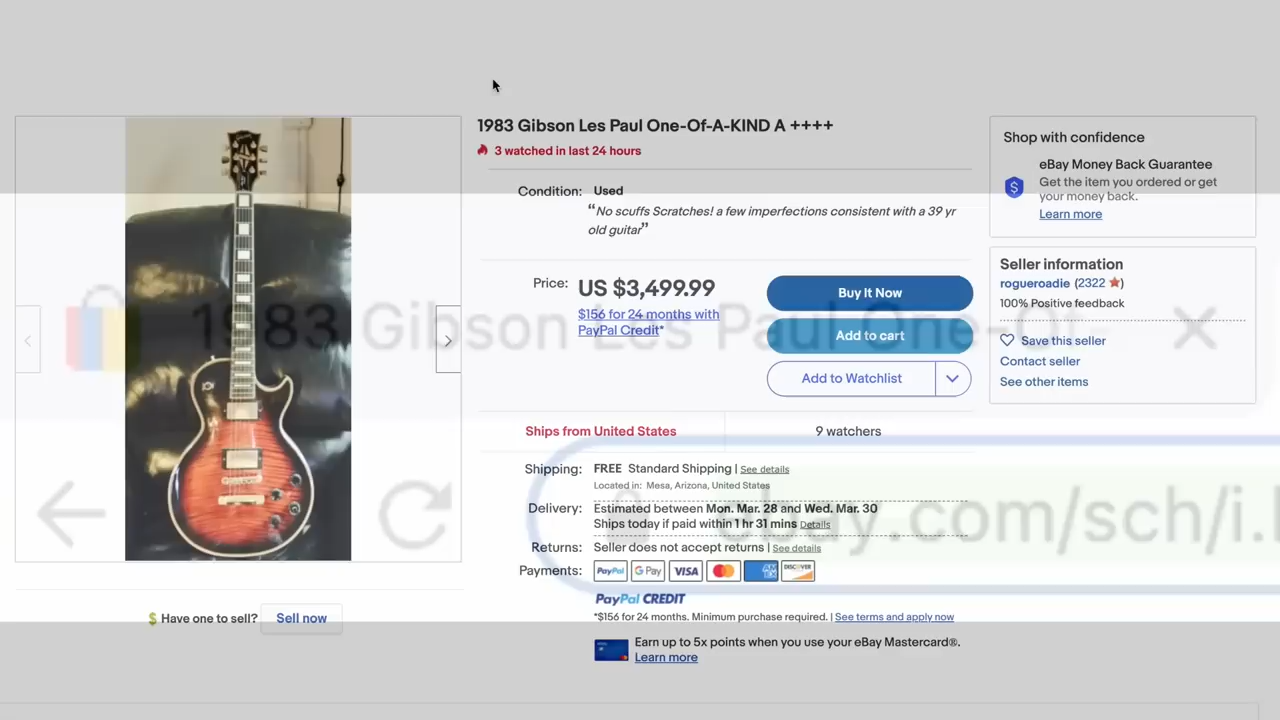 1983 Gibson Les Paul One-Of-A-KIND A ++++
3 watched in last 24 hours
Condition: Used
“No scuffs Scratches! a few imperfections consistent with a 39 yr
old guitar”
Price: US $3,499.99
$156 for 24 months with
PayPal Credit*
Buy It Now
Add to cart
Add to Watchlist
Ships from United States
9 watchers
Shipping: FREE Standard Shipping | See details
Located in: Mesa, Arizona, United States
Delivery: Estimated between Mon. Mar. 28 and Wed. Mar. 30
Ships today if paid within 1 hr 31 mins Details
Returns: Seller does not accept returns | See details
Payments: PayPal G Pay VISA DISCOVER
PayPal CREDIT
*$156 for 24 months. Minimum purchase required. | See terms and apply now
Earn up to 5x points when you use your eBay Mastercard®.
Learn more
$ Have one to sell? Sell now
Shop with confidence
eBay Money Back Guarantee
Get the item you ordered or get
your money back.
Learn more
Seller information
rogueroadie (2322)
100% Positive feedback
Save this seller
Contact seller
See other items
1983 Gibson Les Paul One-Of-
ebay.com/sch/i.